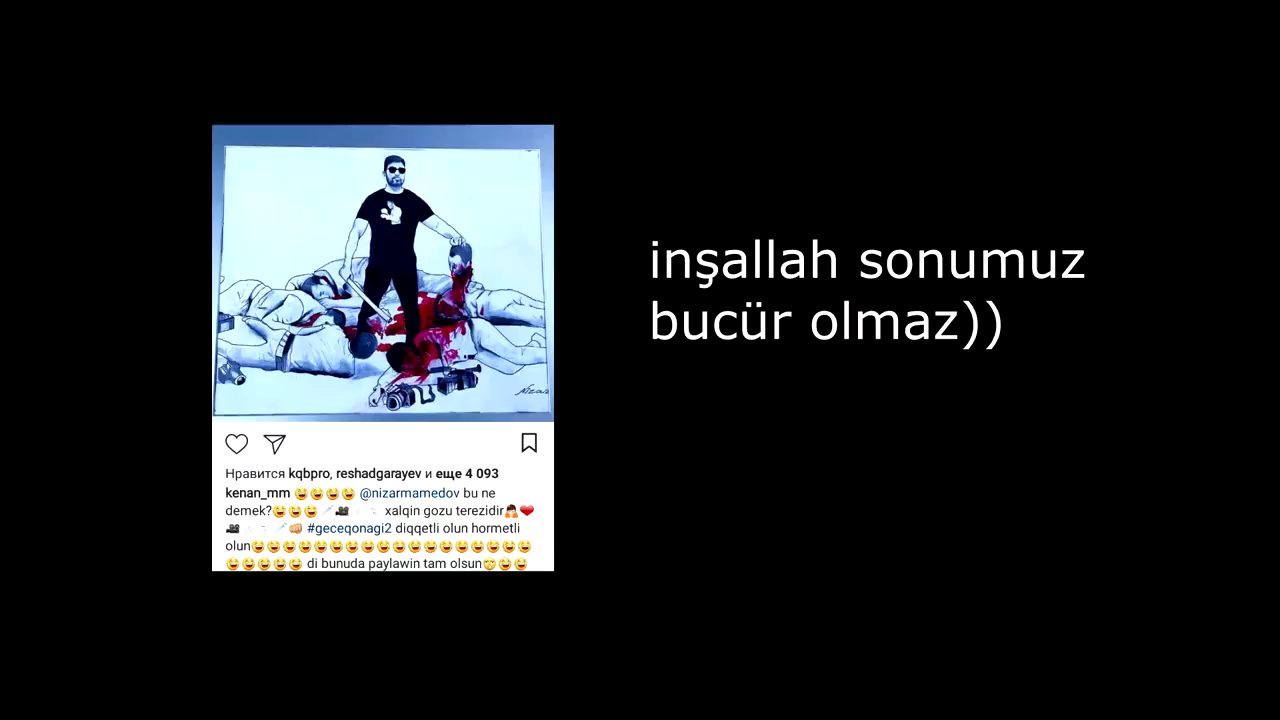 inşallah sonumuz
bucür olmaz))
Nizar
Нравится kqbpro, reshadgarayev и еще 4 093
kenan_mm 😂😂😂😂 @nizarmamedov bu ne
demek?😂😂😂🗡🎥 🗡 xalqin gozu terezidir🙇❤
🎥 🗡👊 #geceqonagi2 diqqetli olun hormetli
olun😂😂😂😂😂😂😂😂😂😂😂😂😂😂😂😂😂😂
😂😂😂😂😂 di bunuda paylawin tam olsun🙄😂😂